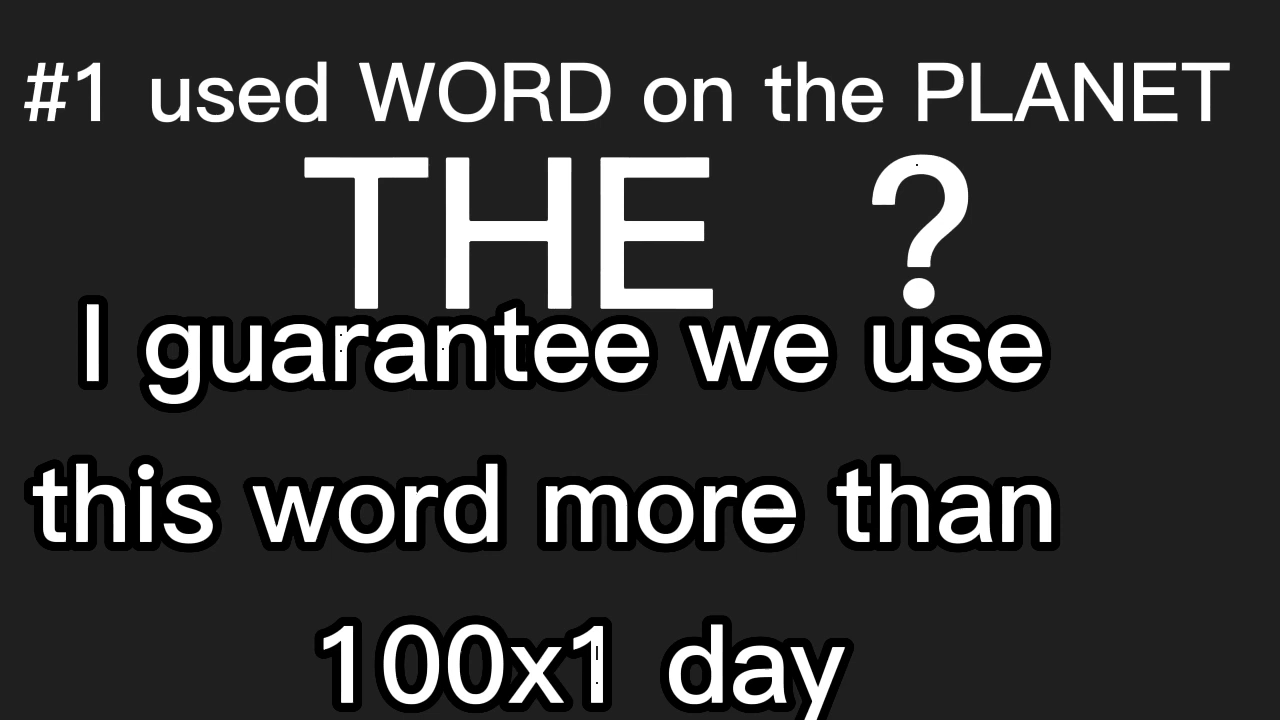 #1 used WORD on the PLANET
THE ?
I guarantee we use
this word more than
100x1 day